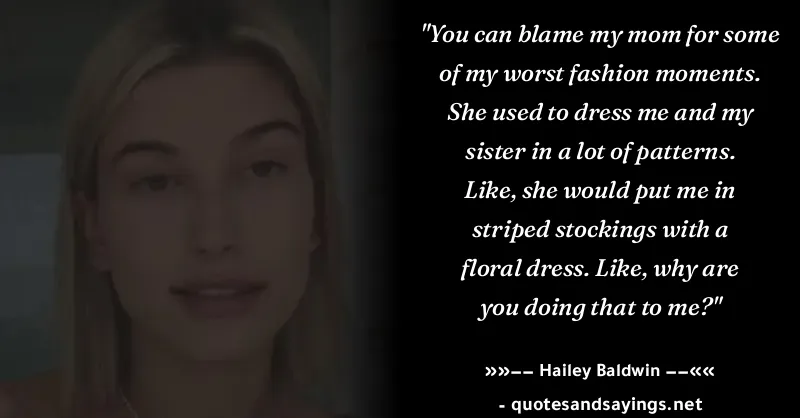 "You can blame my mom for some
of my worst fashion moments.
She used to dress me and my
sister in a lot of patterns.
Like, she would put me in
striped stockings with a
floral dress. Like, why are
you doing that to me?"
»»−− Hailey Baldwin −−««
- quotesandsayings.net